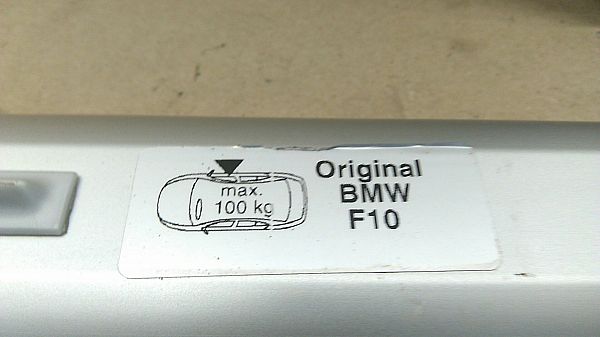 max.
100 kg
Original
BMW
F10